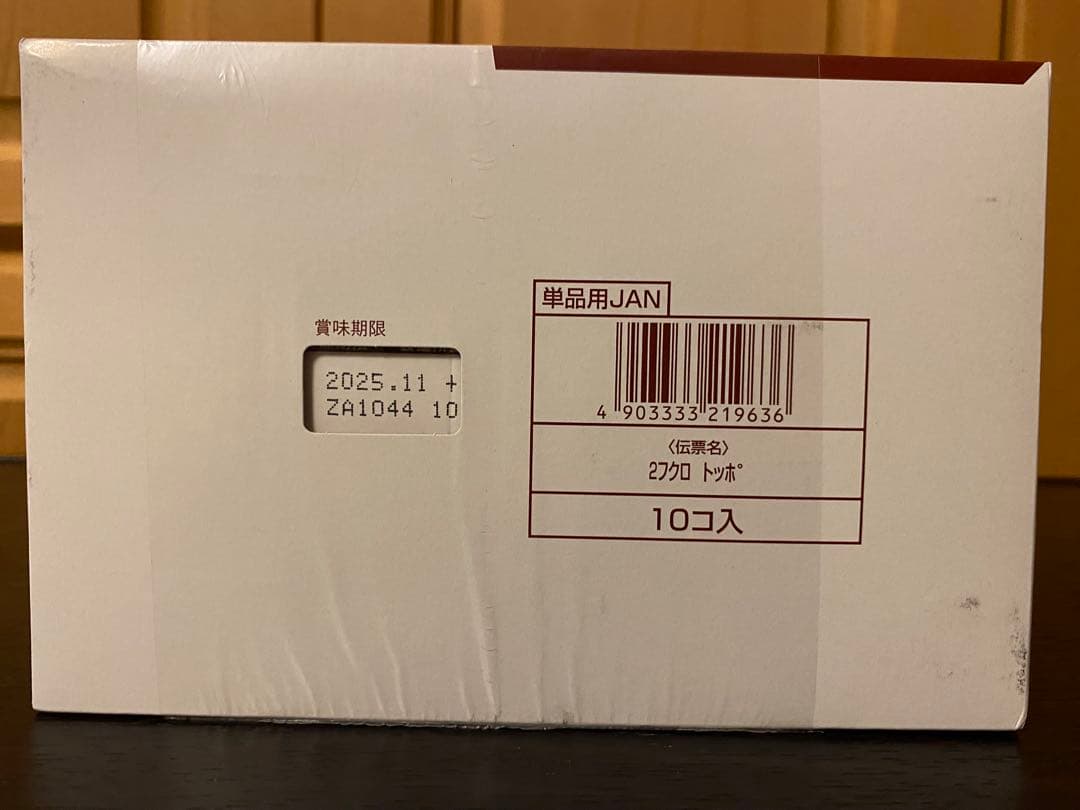 賞味期限
2025.11 +
ZA1044 10
単品用JAN
4 903333 219636
〈伝票名〉
2フクロ トッポ
10コ入